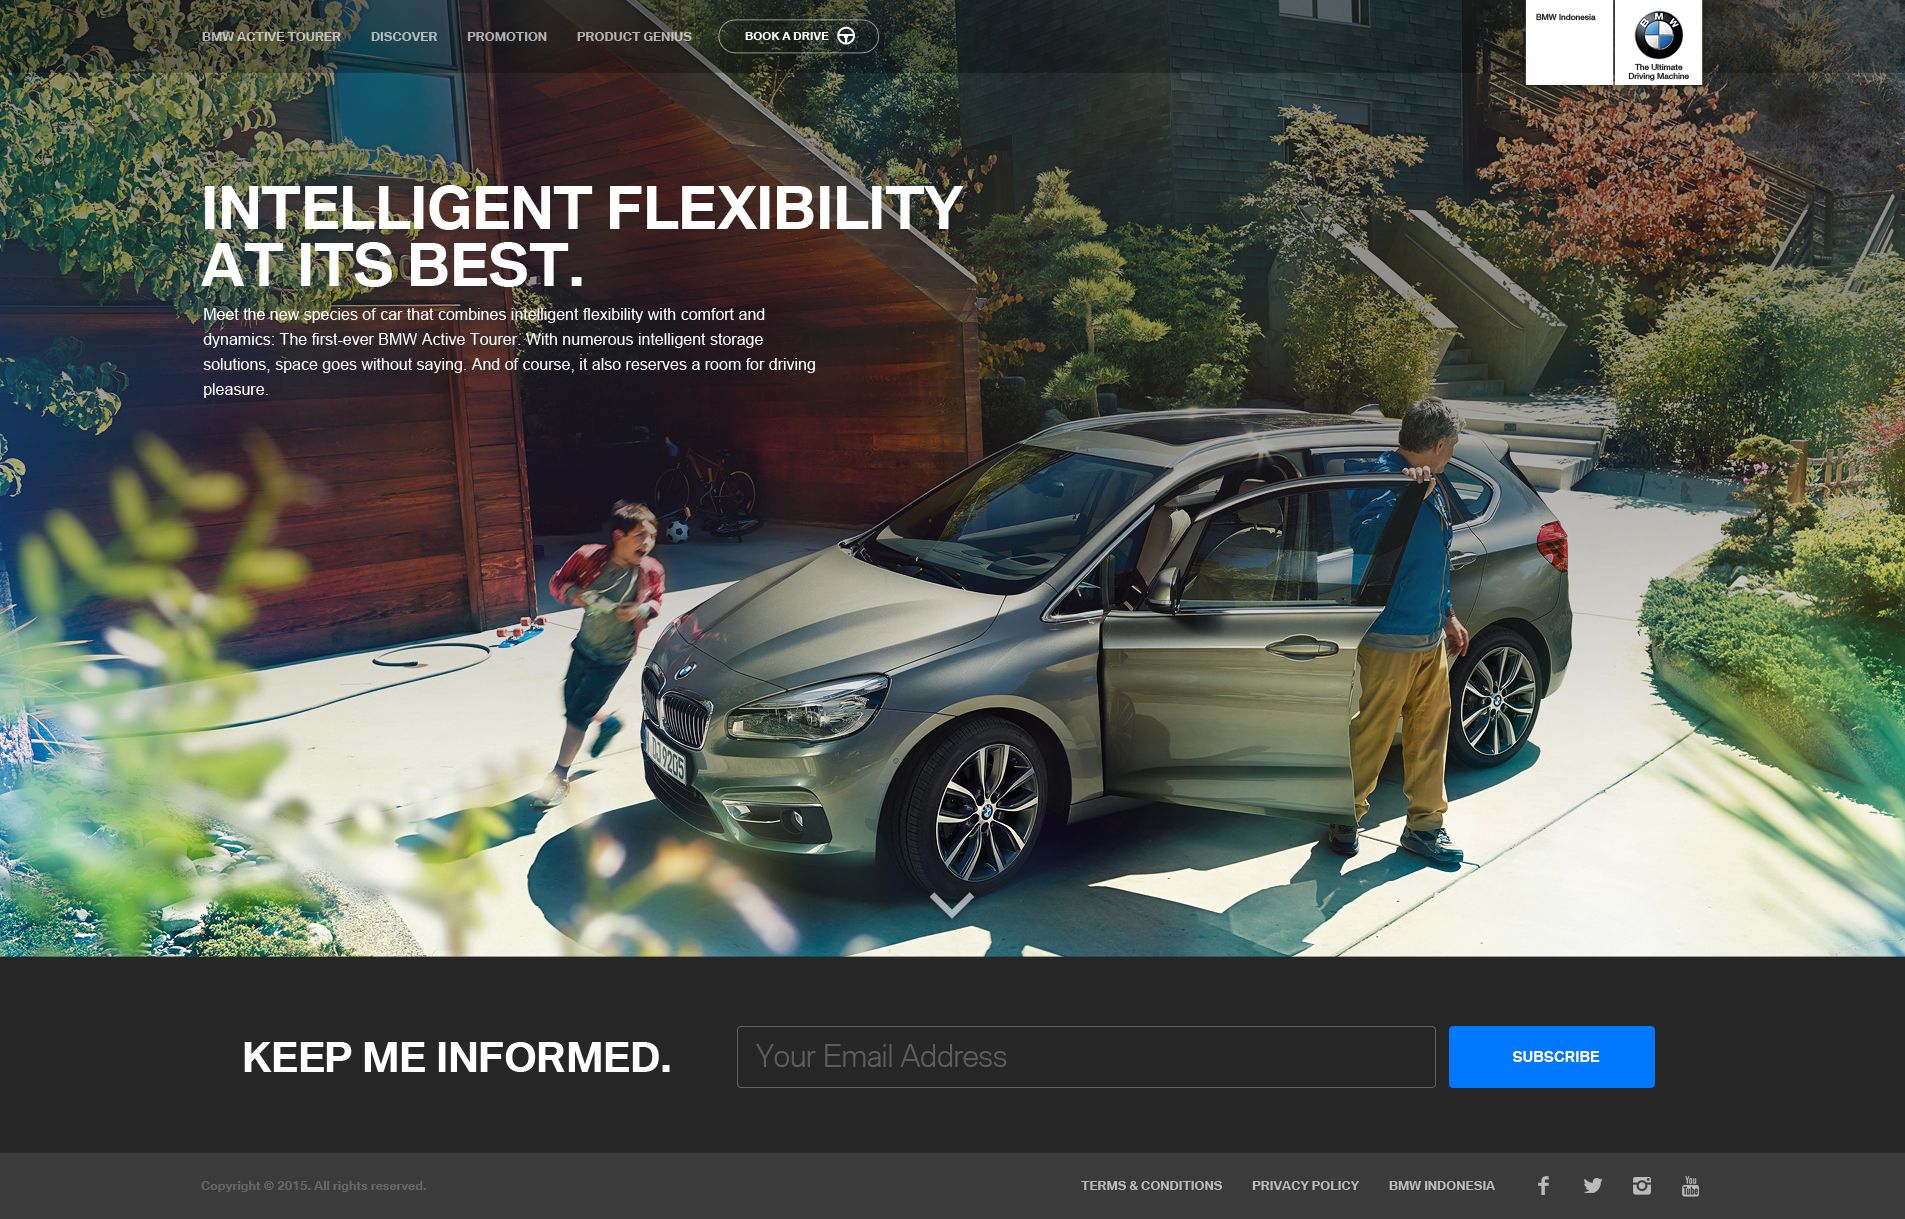 BMW ACTIVE TOURER DISCOVER PROMOTION PRODUCT GENIUS BOOK A DRIVE
BMW Indonesia
BMW
The Ultimate
Driving Machine
INTELLIGENT FLEXIBILITY
AT ITS BEST.
Meet the new species of car that combines intelligent flexibility with comfort and
dynamics: The first-ever BMW Active Tourer. With numerous intelligent storage
solutions, space goes without saying. And of course, it also reserves a room for driving
pleasure.
KEEP ME INFORMED.
Your Email Address
SUBSCRIBE
Copyright © 2015. All rights reserved.
TERMS & CONDITIONS PRIVACY POLICY BMW INDONESIA
You
Tube